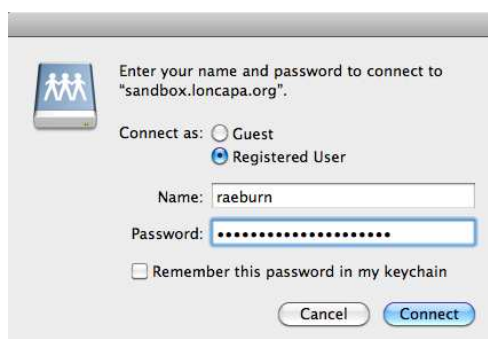 Enter your name and password to connect to
“sandbox.loncapa.org”.
Connect as: Guest
Registered User
Name: raeburn
Password: •••••••••••••••••••••
Remember this password in my keychain
Cancel Connect